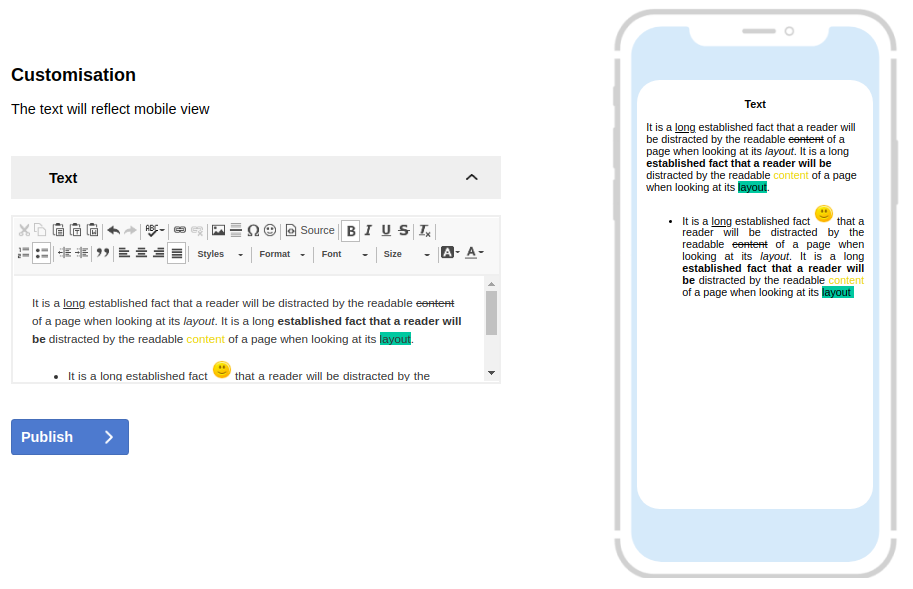 Customisation
The text will reflect mobile view
Text
ABC
Source
B I U S Tx
Styles Format Font Size A A
It is a long established fact that a reader will be distracted by the readable content
of a page when looking at its layout. It is a long established fact that a reader will
be distracted by the readable content of a page when looking at its layout.
• It is a long established fact that a reader will be distracted by the
Publish
Text
It is a long established fact that a reader will
be distracted by the readable content of a
page when looking at its layout. It is a long
established fact that a reader will be
distracted by the readable content of a page
when looking at its layout.
• It is a long established fact that a
reader will be distracted by the
readable content of a page when
looking at its layout. It is a long
established fact that a reader will
be distracted by the readable content
of a page when looking at its layout